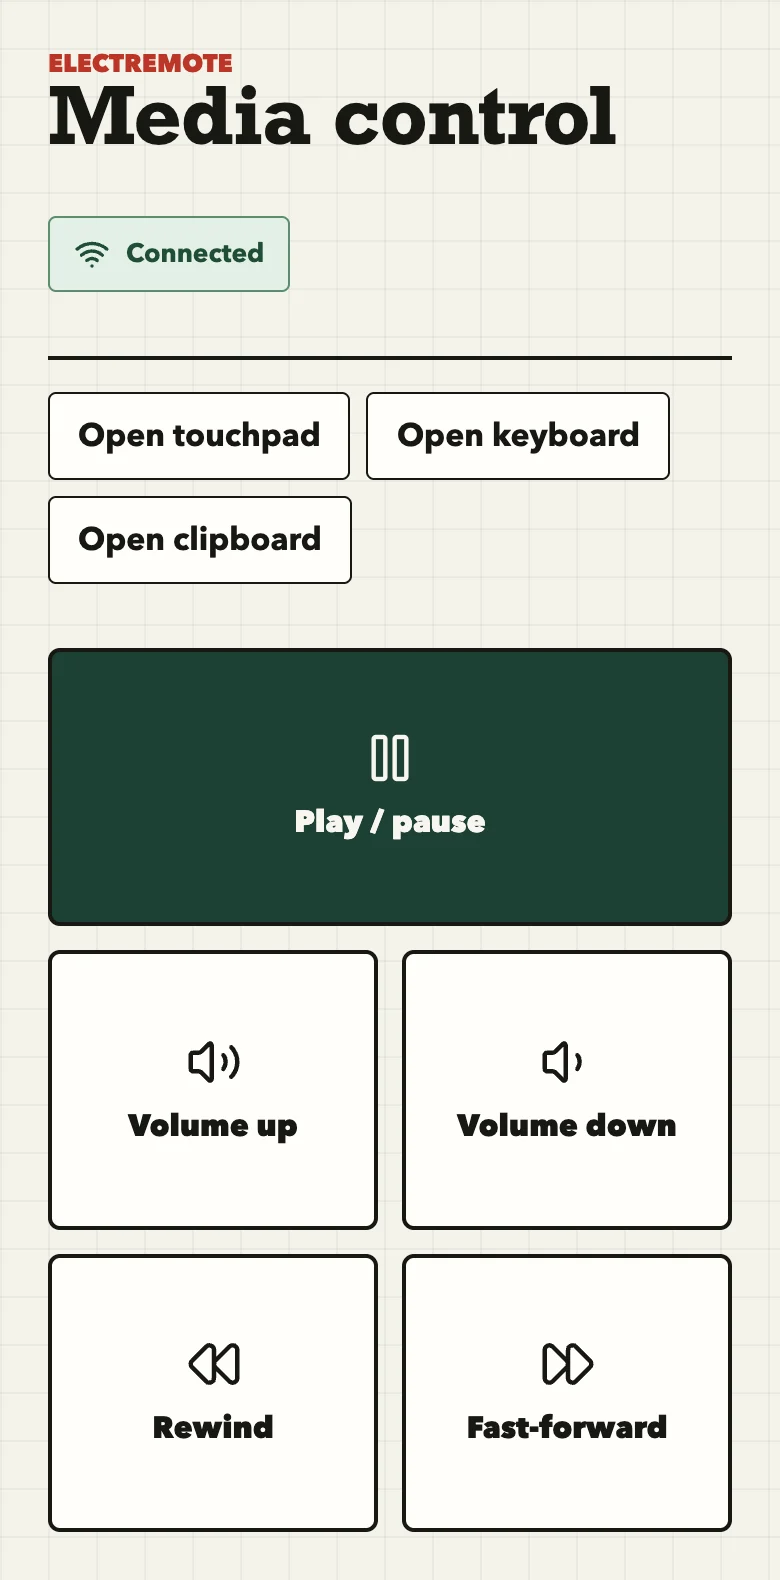 ELECTREMOTE
Media control
Connected
Open touchpad
Open keyboard
Open clipboard
Play / pause
Volume up
Volume down
Rewind
Fast-forward